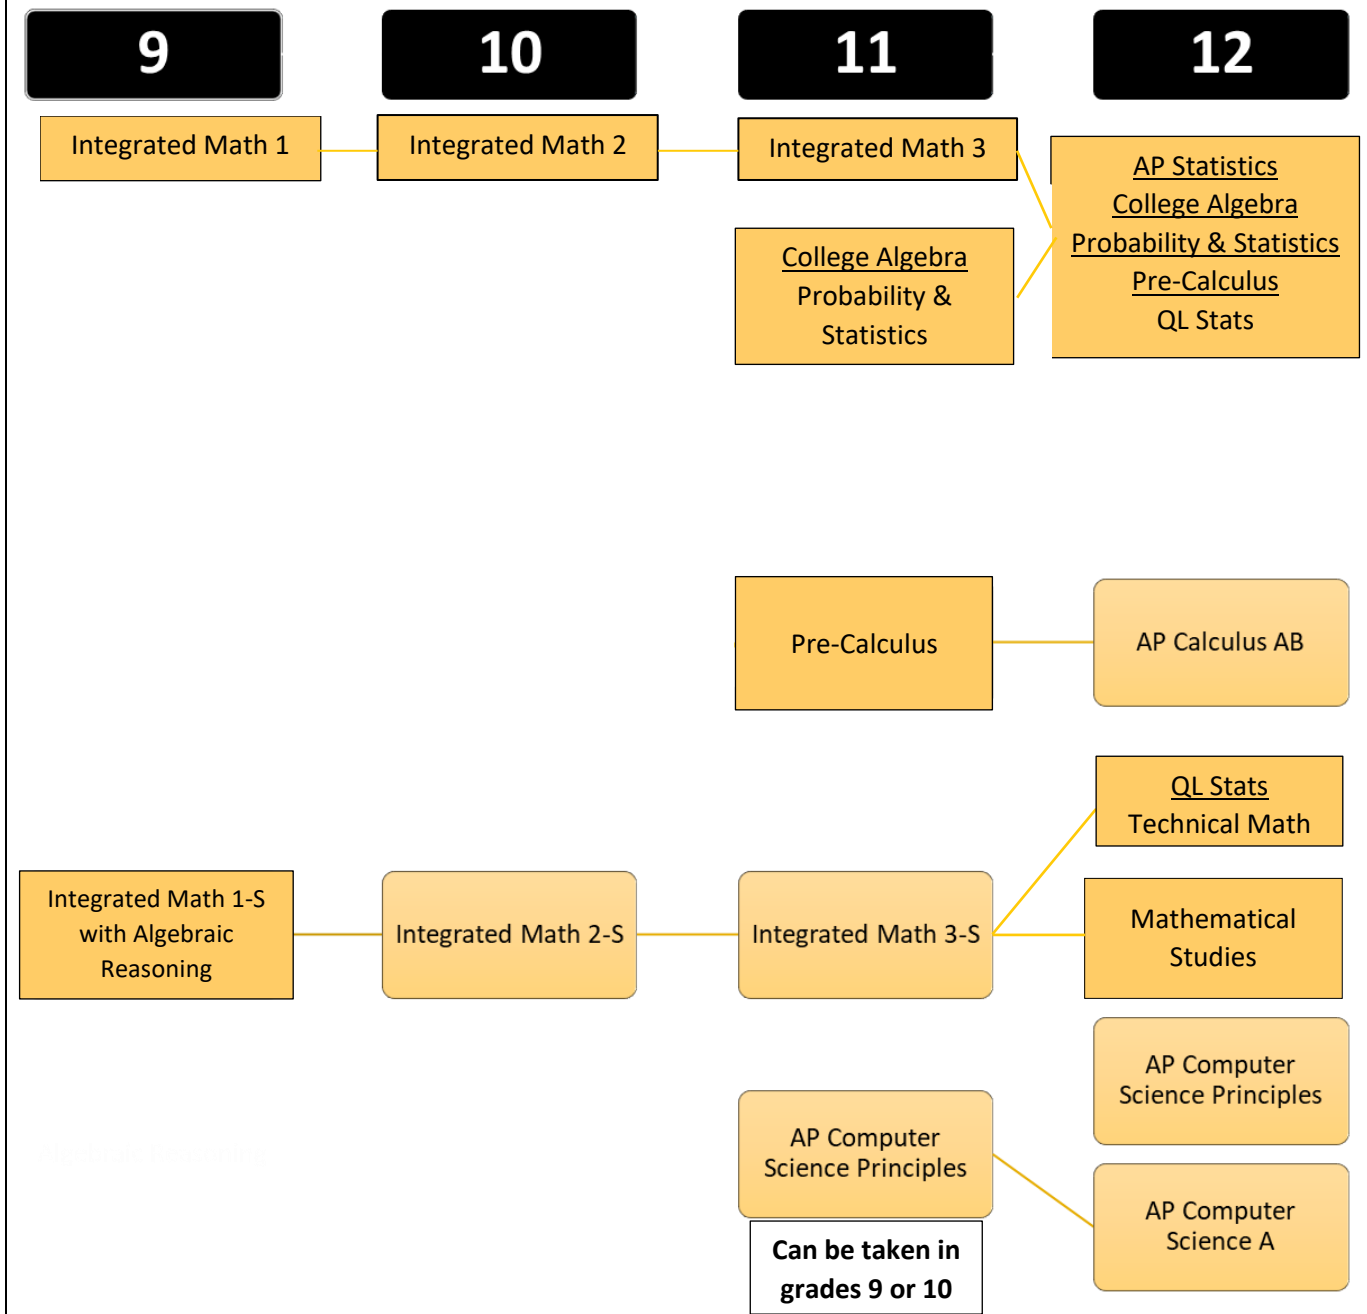 9
10
11
12
Integrated Math 1
Integrated Math 2
Integrated Math 3
AP Statistics
College Algebra
Probability & Statistics
Pre-Calculus
QL Stats
College Algebra
Probability &
Statistics
Pre-Calculus
AP Calculus AB
QL Stats
Technical Math
Integrated Math 1-S
with Algebraic
Reasoning
Integrated Math 2-S
Integrated Math 3-S
Mathematical
Studies
AP Computer
Science Principles
AP Computer
Science Principles
Can be taken in
grades 9 or 10
AP Computer
Science A